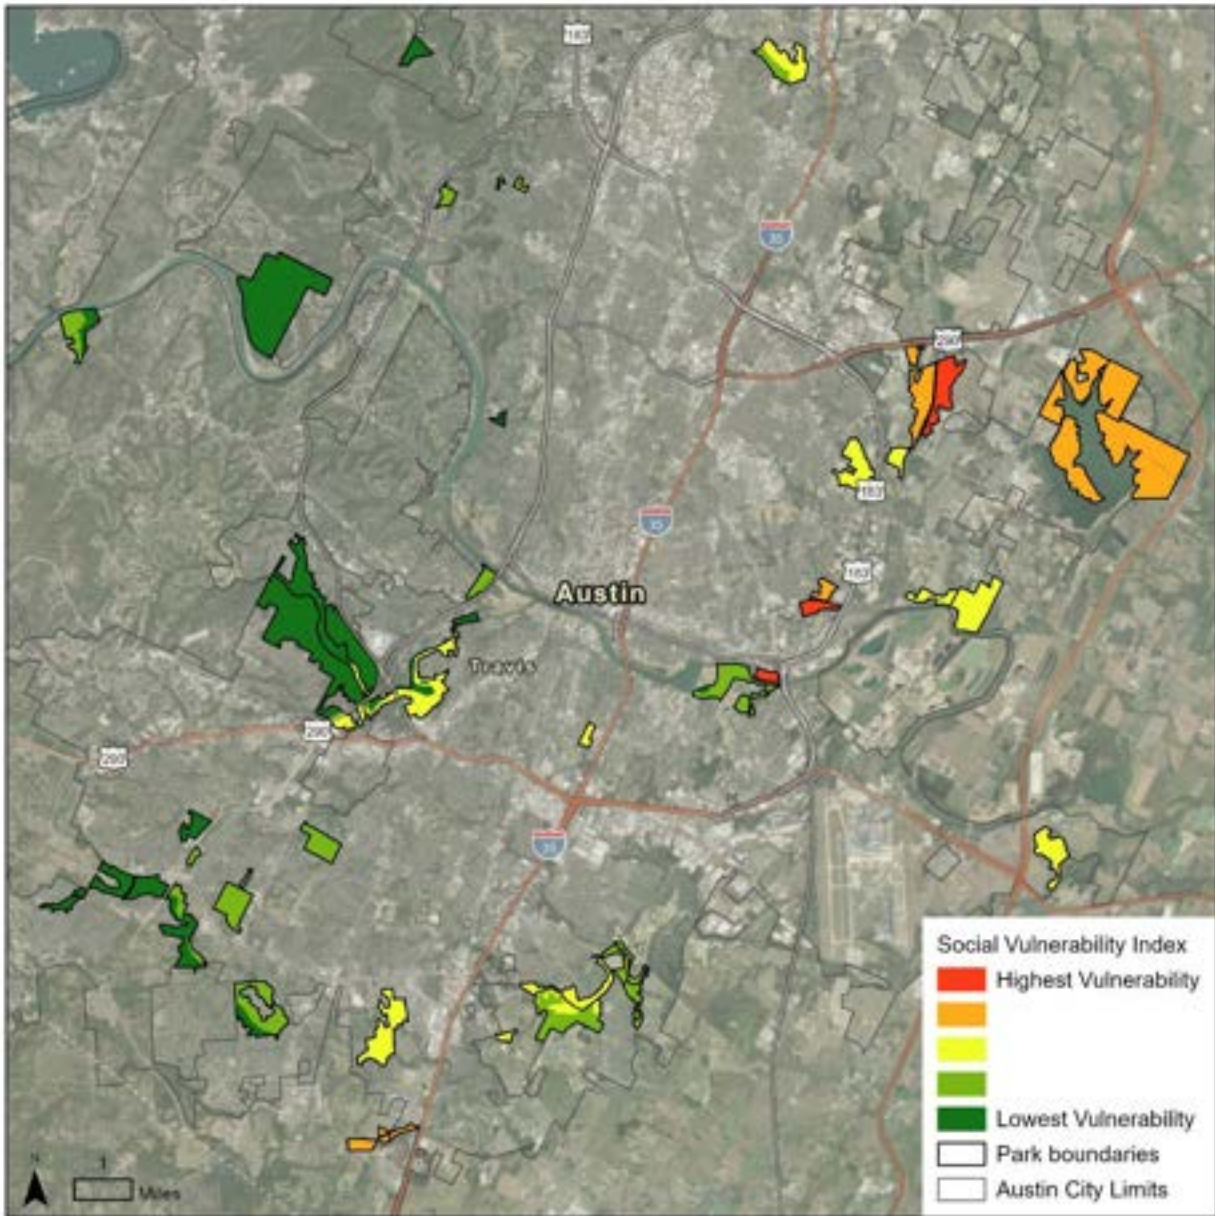 183
35
290
183
35
183
Austin
Travis
290
290
35
Social Vulnerability Index
Highest Vulnerability
Lowest Vulnerability
Park boundaries
Austin City Limits
N
1
Miles